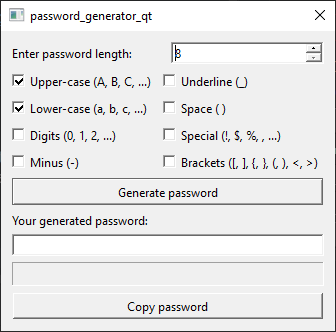 password_generator_qt
Enter password length: 8
Upper-case (A, B, C, ...) Underline (_)
Lower-case (a, b, c, ...) Space ( )
Digits (0, 1, 2, ...) Special (!, $, %, , ...)
Minus (-) Brackets ([, ], {, }, (, ), <, >)
Generate password
Your generated password:
Copy password